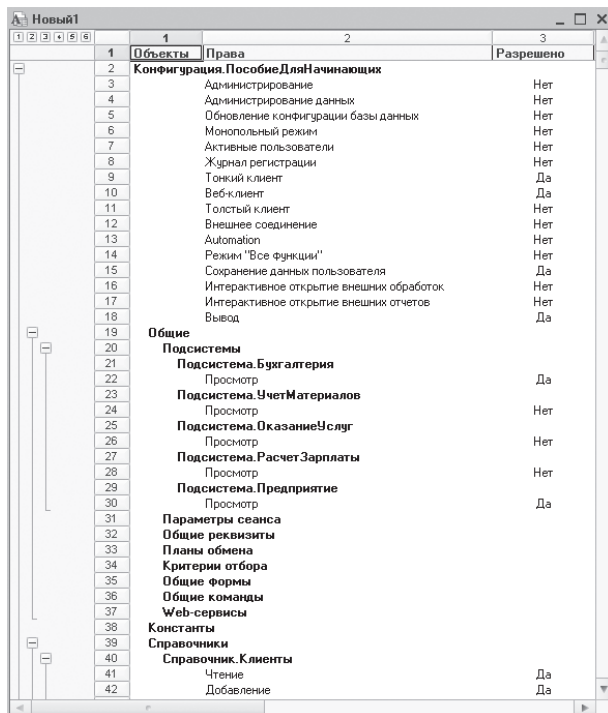 Новый1
1 2 3 4 5 6
1 2 3
1 Объекты Права Разрешено
2 Конфигурация.ПособиеДляНачинающих
3 Администрирование Нет
4 Администрирование данных Нет
5 Обновление конфигурации базы данных Нет
6 Монопольный режим Нет
7 Активные пользователи Нет
8 Журнал регистрации Нет
9 Тонкий клиент Да
10 Веб-клиент Да
11 Толстый клиент Нет
12 Внешнее соединение Нет
13 Automation Нет
14 Режим "Все функции" Нет
15 Сохранение данных пользователя Да
16 Интерактивное открытие внешних обработок Нет
17 Интерактивное открытие внешних отчетов Нет
18 Вывод Да
19 Общие
20 Подсистемы
21 Подсистема.Бухгалтерия
22 Просмотр Да
23 Подсистема.УчетМатериалов
24 Просмотр Нет
25 Подсистема.ОказаниеУслуг
26 Просмотр Нет
27 Подсистема.РасчетЗарплаты
28 Просмотр Нет
29 Подсистема.Предприятие
30 Просмотр Да
31 Параметры сеанса
32 Общие реквизиты
33 Планы обмена
34 Критерии отбора
35 Общие формы
36 Общие команды
37 Web-сервисы
38 Константы
39 Справочники
40 Справочник.Клиенты
41 Чтение Да
42 Добавление Да